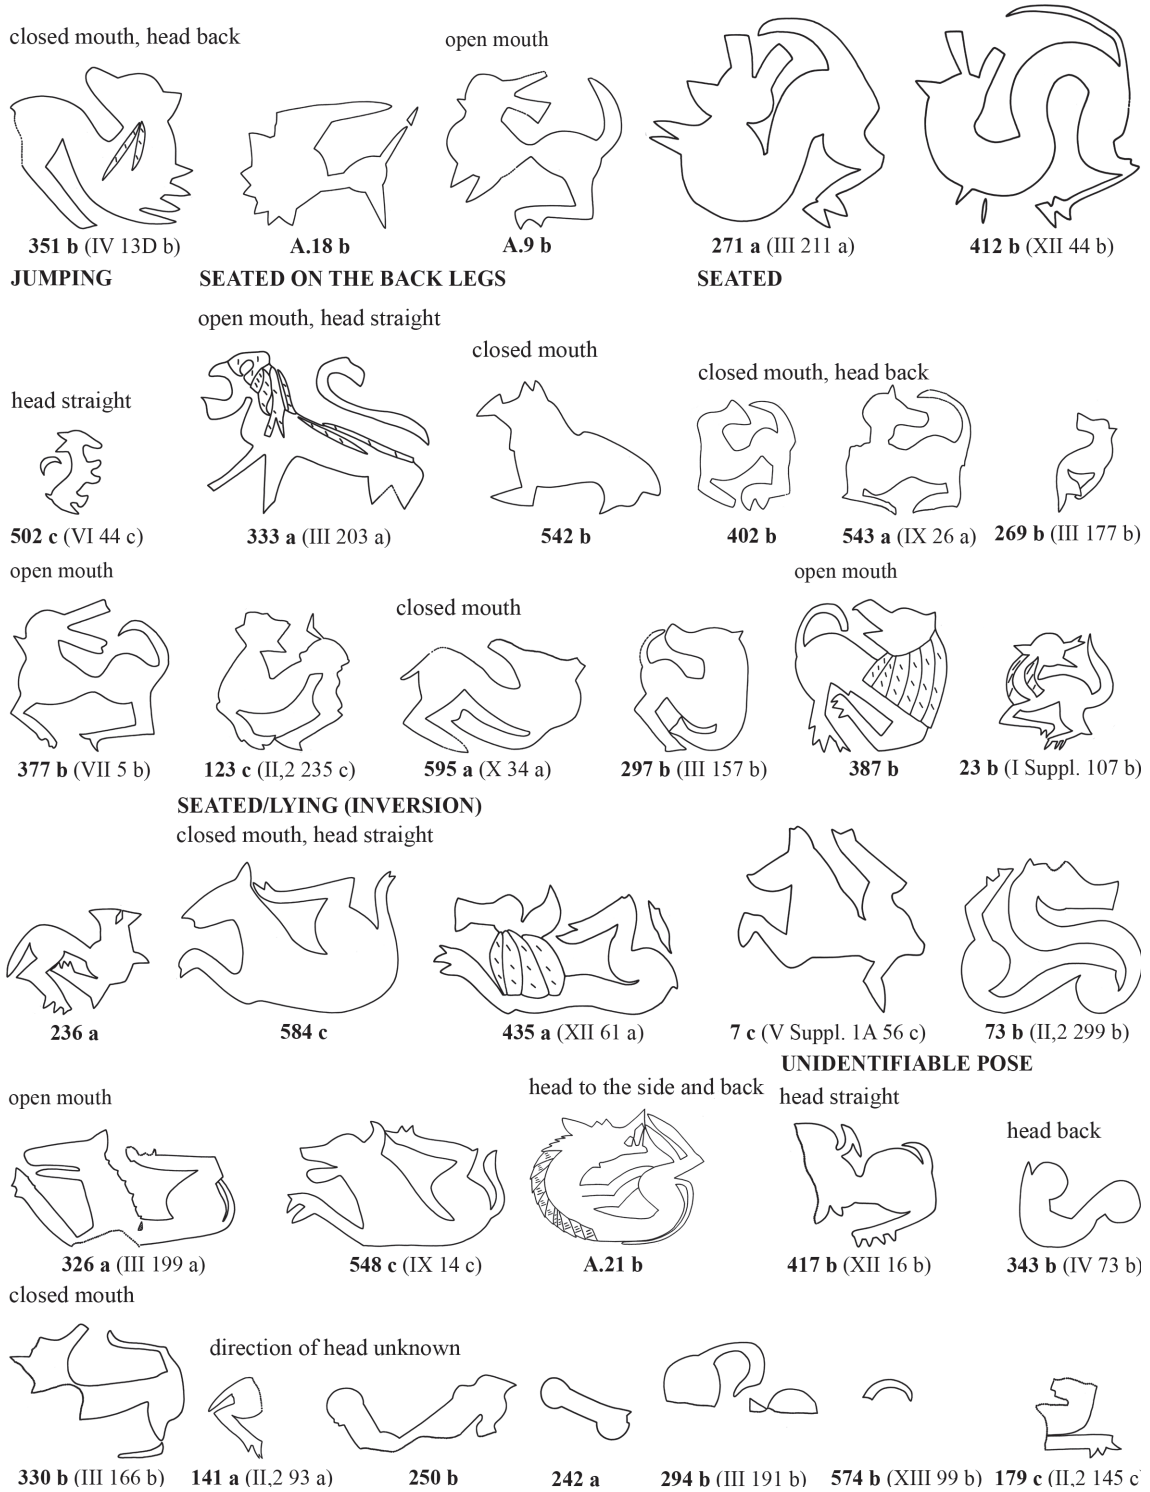 closed mouth, head back
open mouth
351 b (IV 13D b) A.18 b A.9 b 271 a (III 211 a) 412 b (XII 44 b)
JUMPING SEATED ON THE BACK LEGS SEATED
open mouth, head straight
closed mouth
closed mouth, head back
head straight
502 c (VI 44 c) 333 a (III 203 a) 542 b 402 b 543 a (IX 26 a) 269 b (III 177 b)
open mouth open mouth
closed mouth
377 b (VII 5 b) 123 c (II,2 235 c) 595 a (X 34 a) 297 b (III 157 b) 387 b 23 b (I Suppl. 107 b)
SEATED/LYING (INVERSION)
closed mouth, head straight
236 a 584 c 435 a (XII 61 a) 7 c (V Suppl. 1A 56 c) 73 b (II,2 299 b)
UNIDENTIFIABLE POSE
open mouth head to the side and back head straight
head back
326 a (III 199 a) 548 c (IX 14 c) A.21 b 417 b (XII 16 b) 343 b (IV 73 b)
closed mouth
direction of head unknown
330 b (III 166 b) 141 a (II,2 93 a) 250 b 242 a 294 b (III 191 b) 574 b (XIII 99 b) 179 c (II,2 145 c